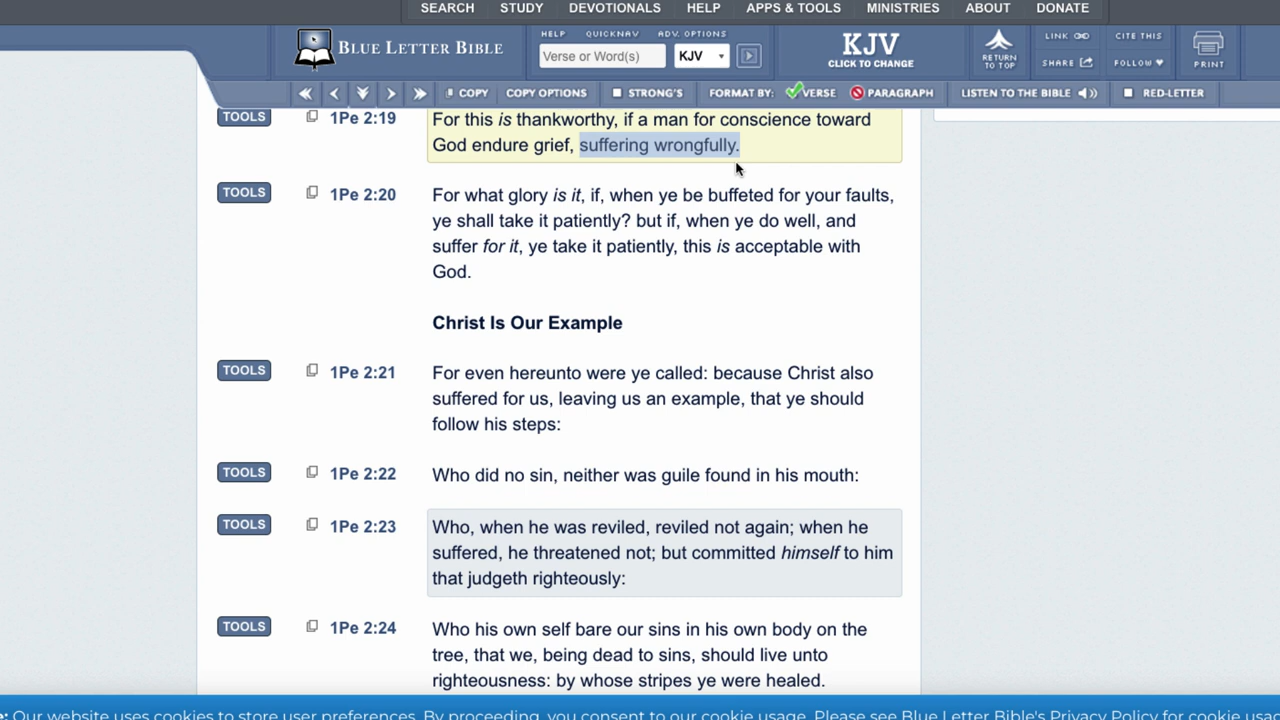 SEARCH STUDY DEVOTIONALS HELP APPS & TOOLS MINISTRIES ABOUT DONATE
BLUE LETTER BIBLE
HELP QUICKNAV ADV. OPTIONS
Verse or Word(s) KJV
KJV
CLICK TO CHANGE
RETURN
TO TOP
LINK
SHARE
CITE THIS
FOLLOW
PRINT
COPY COPY OPTIONS STRONG'S FORMAT BY: VERSE PARAGRAPH LISTEN TO THE BIBLE RED-LETTER
TOOLS 1Pe 2:19 For this is thankworthy, if a man for conscience toward
God endure grief, suffering wrongfully.
TOOLS 1Pe 2:20 For what glory is it, if, when ye be buffeted for your faults,
ye shall take it patiently? but if, when ye do well, and
suffer for it, ye take it patiently, this is acceptable with
God.
Christ Is Our Example
TOOLS 1Pe 2:21 For even hereunto were ye called: because Christ also
suffered for us, leaving us an example, that ye should
follow his steps:
TOOLS 1Pe 2:22 Who did no sin, neither was guile found in his mouth:
TOOLS 1Pe 2:23 Who, when he was reviled, reviled not again; when he
suffered, he threatened not; but committed himself to him
that judgeth righteously:
TOOLS 1Pe 2:24 Who his own self bare our sins in his own body on the
tree, that we, being dead to sins, should live unto
righteousness: by whose stripes ye were healed.
e: Our website uses cookies to store user preferences. By proceeding, you consent to our cookie usage. Please see Blue Letter Bible's Privacy Policy for cookie usag